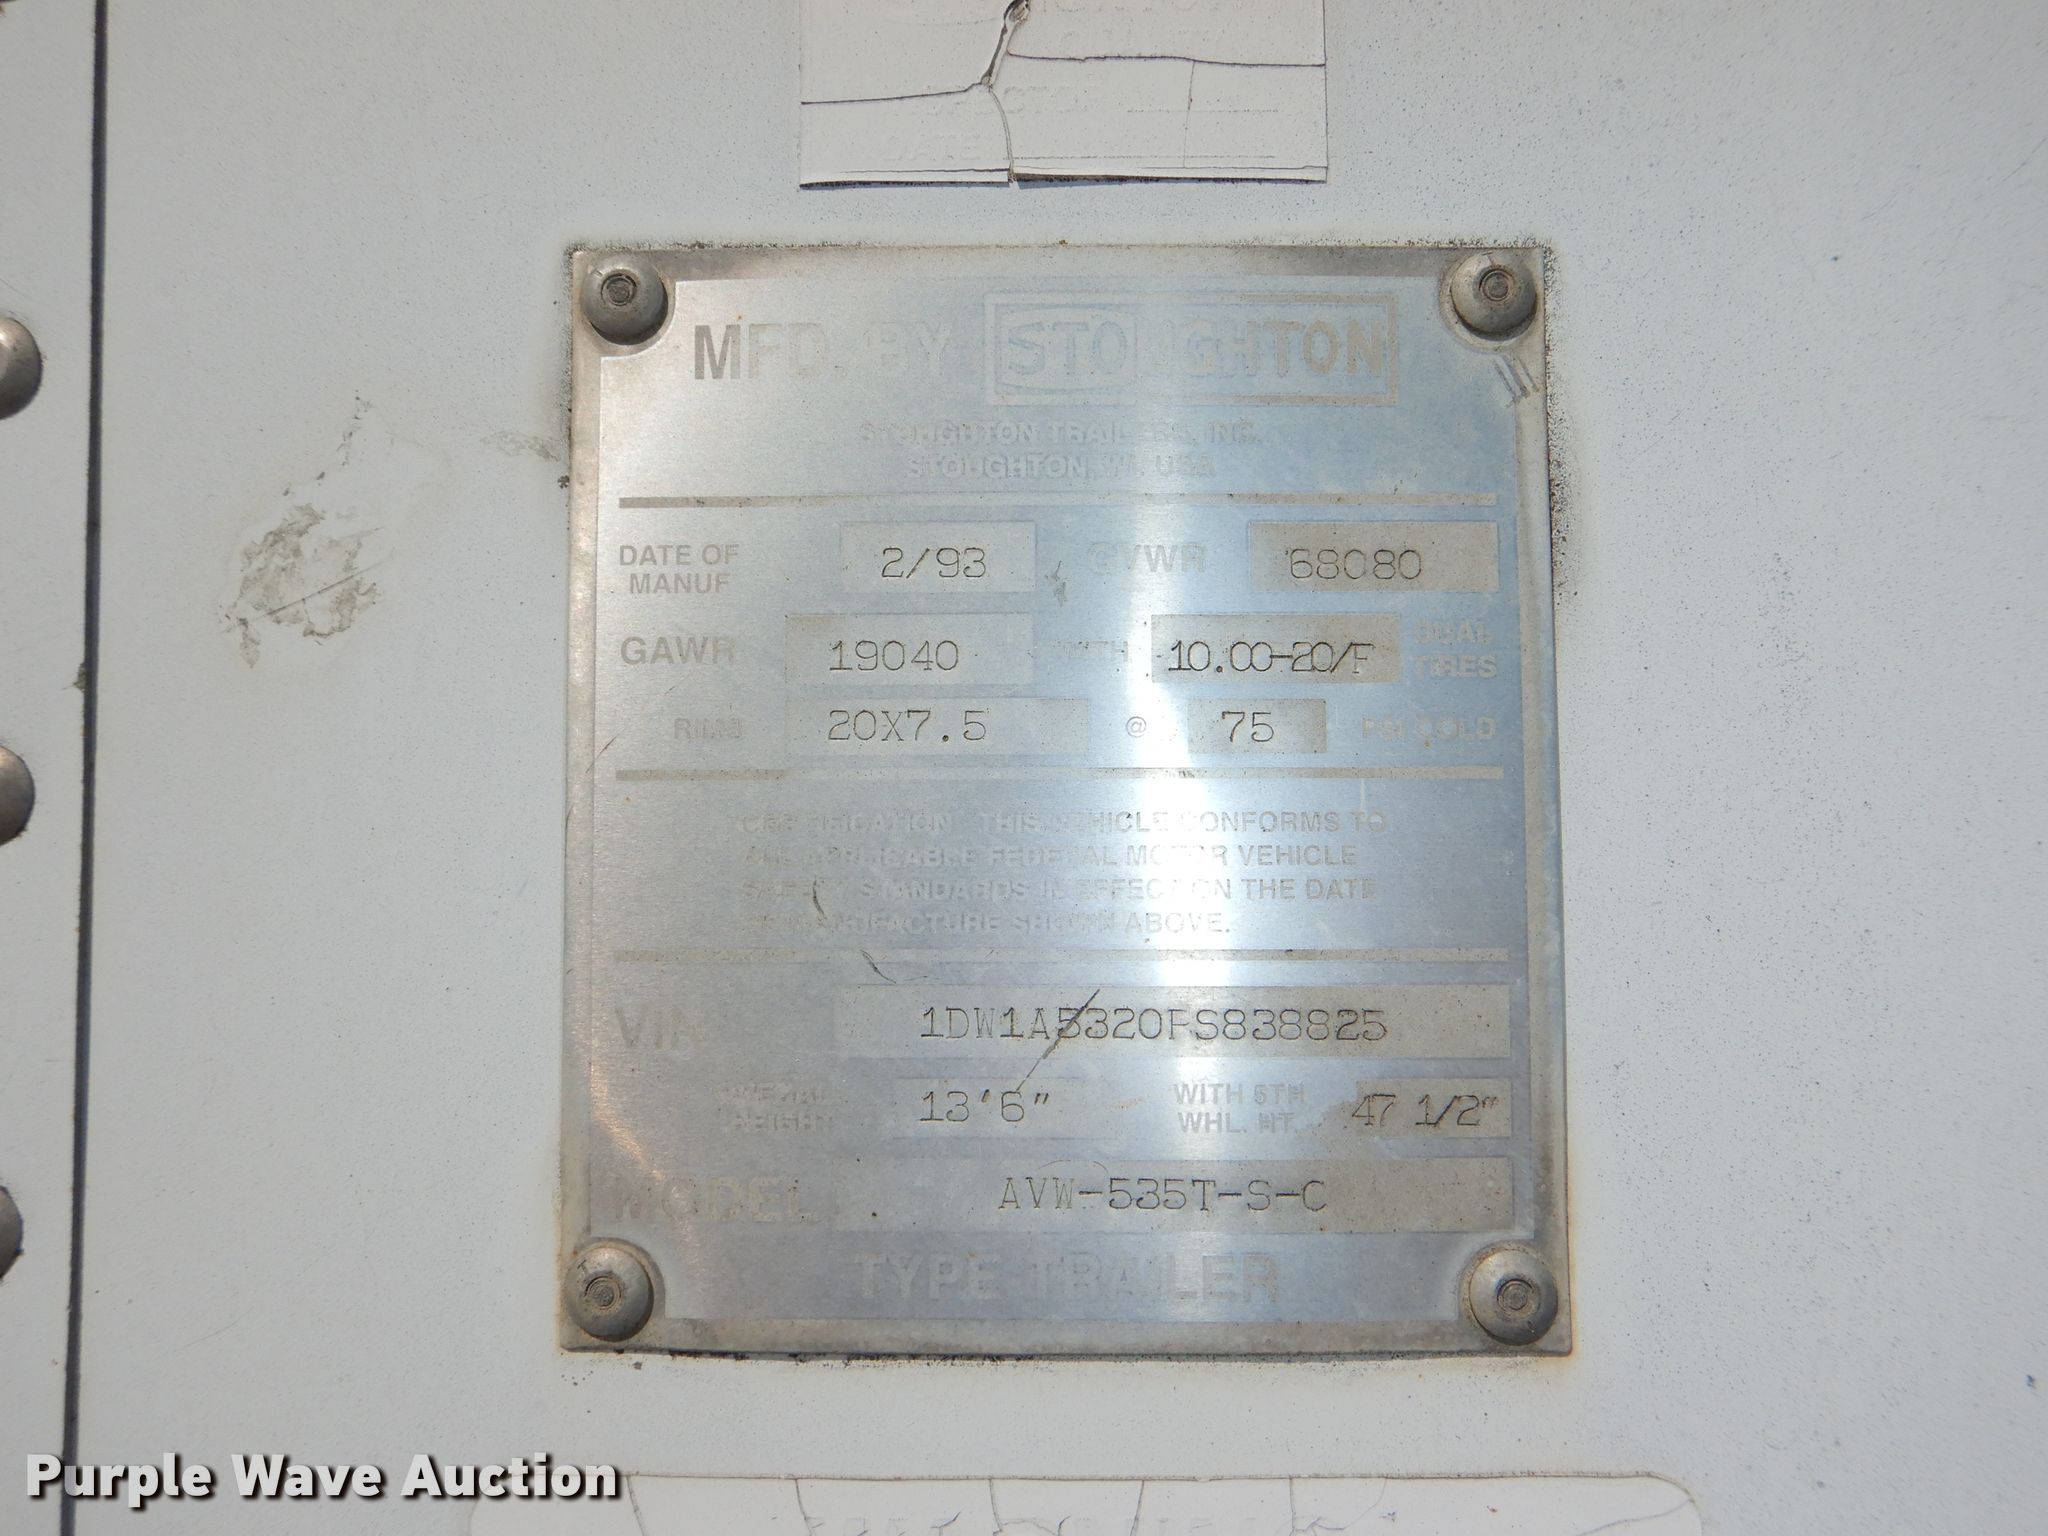 DATE
MFD. BY STOUGHTON
STOUGHTON TRAILERS, INC.
STOUGHTON, WI. USA
DATE OF MANUF 2/93 GVWR 68080
GAWR 19040 WITH 10.00-20/F DUAL TIRES
RIMS 20X7.5 @ 75 PSI COLD
CERTIFICATION: THIS VEHICLE CONFORMS TO
ALL APPLICABLE FEDERAL MOTOR VEHICLE
SAFETY STANDARDS IN EFFECT ON THE DATE
OF MANUFACTURE SHOWN ABOVE.
VIN 1DW1A5320PS838825
OVERALL HEIGHT 13'6" WITH 5TH WHL. HT. 47 1/2"
MODEL AVW-535T-S-C
TYPE-TRAILER
Purple Wave Auction